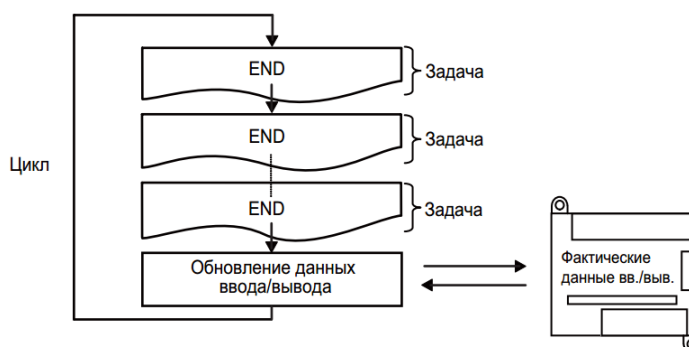 END
Задача
END
Задача
Цикл
END
Задача
Обновление данных
ввода/вывода
Фактические
данные вв./выв.